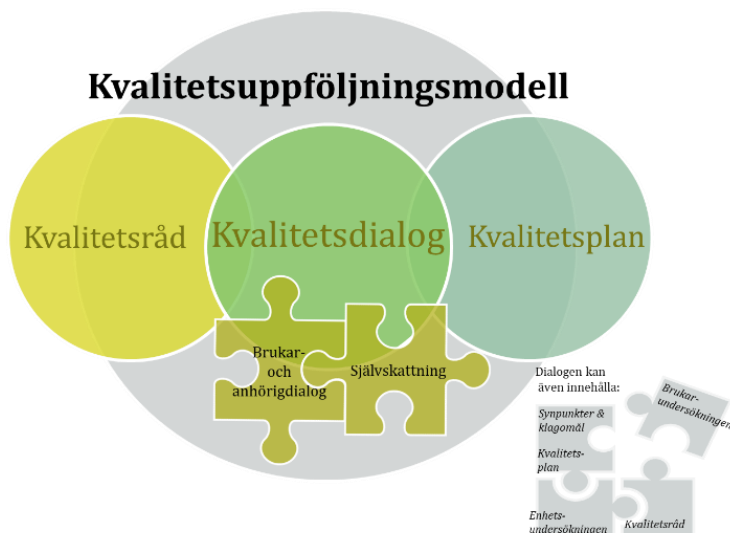 Kvalitetsuppföljningsmodell
Kvalitetsråd
Kvalitetsdialog
Kvalitetsplan
Brukar-
och
anhörigdialog
Självskattning
Dialogen kan
även innehålla:
Synpunkter &
klagomål
Kvalitets-
plan
Brukar-
undersökningen
Enhets-
undersökningen
Kvalitetsråd